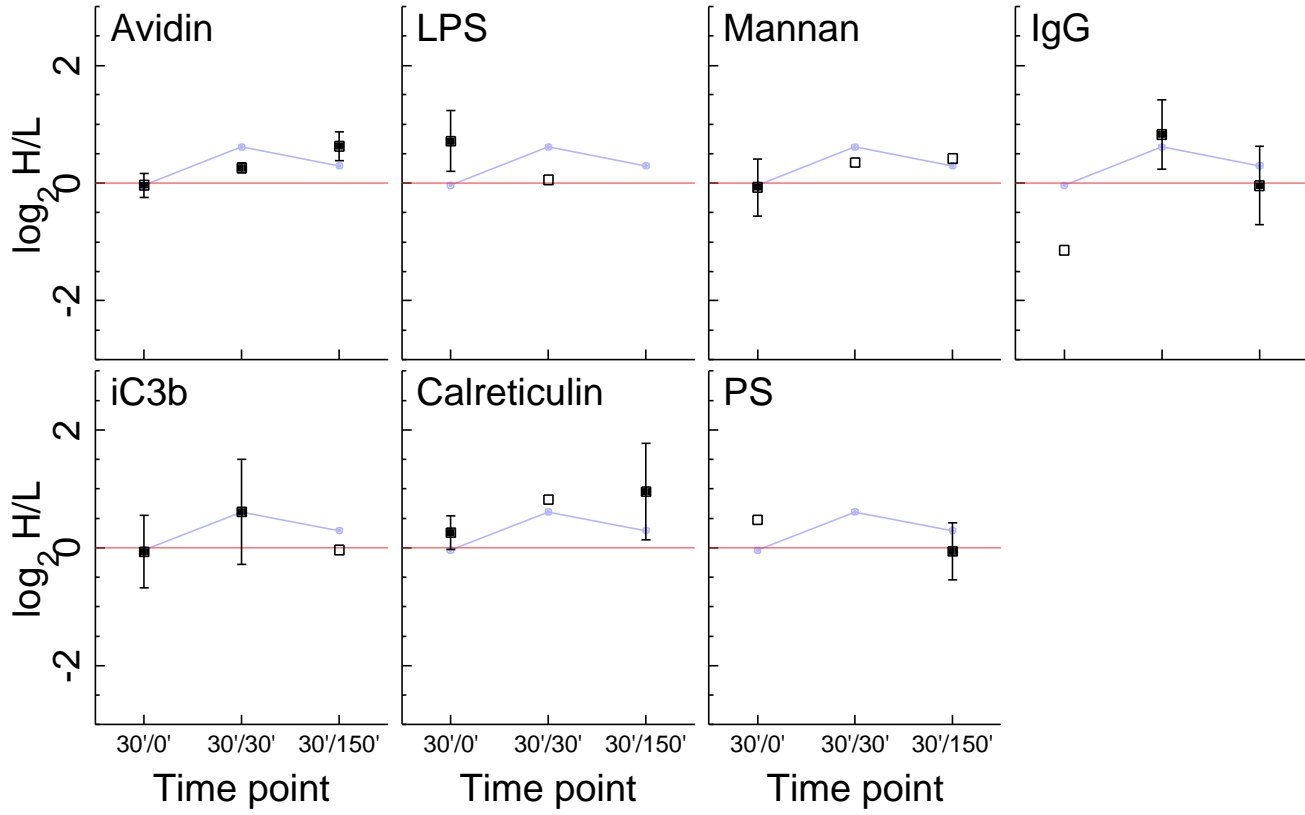 Avidin LPS Mannan IgG
2
0
-2
log2 H/L
iC3b Calreticulin PS
2
0
-2
log2 H/L
30'/0' 30'/30' 30'/150' 30'/0' 30'/30' 30'/150' 30'/0' 30'/30' 30'/150'
Time point Time point Time point